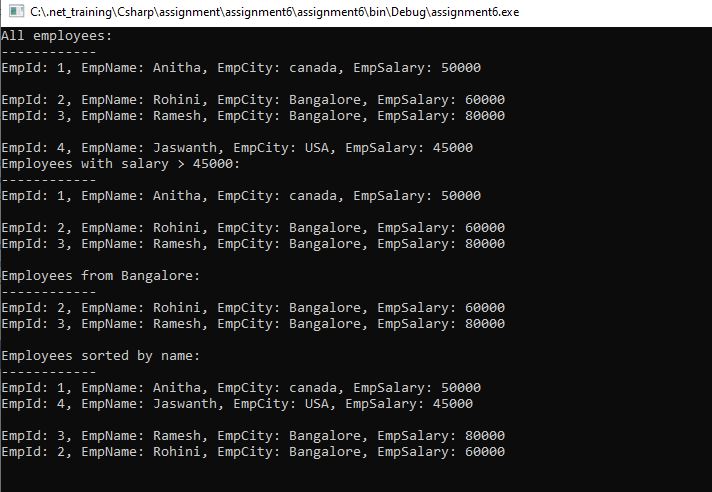 C:\.net_training\Csharp\assignment\assignment6\assignment6\bin\Debug\assignment6.exe
All employees:
------------
EmpId: 1, EmpName: Anitha, EmpCity: canada, EmpSalary: 50000
EmpId: 2, EmpName: Rohini, EmpCity: Bangalore, EmpSalary: 60000
EmpId: 3, EmpName: Ramesh, EmpCity: Bangalore, EmpSalary: 80000
EmpId: 4, EmpName: Jaswanth, EmpCity: USA, EmpSalary: 45000
Employees with salary > 45000:
------------
EmpId: 1, EmpName: Anitha, EmpCity: canada, EmpSalary: 50000
EmpId: 2, EmpName: Rohini, EmpCity: Bangalore, EmpSalary: 60000
EmpId: 3, EmpName: Ramesh, EmpCity: Bangalore, EmpSalary: 80000
Employees from Bangalore:
------------
EmpId: 2, EmpName: Rohini, EmpCity: Bangalore, EmpSalary: 60000
EmpId: 3, EmpName: Ramesh, EmpCity: Bangalore, EmpSalary: 80000
Employees sorted by name:
------------
EmpId: 1, EmpName: Anitha, EmpCity: canada, EmpSalary: 50000
EmpId: 4, EmpName: Jaswanth, EmpCity: USA, EmpSalary: 45000
EmpId: 3, EmpName: Ramesh, EmpCity: Bangalore, EmpSalary: 80000
EmpId: 2, EmpName: Rohini, EmpCity: Bangalore, EmpSalary: 60000